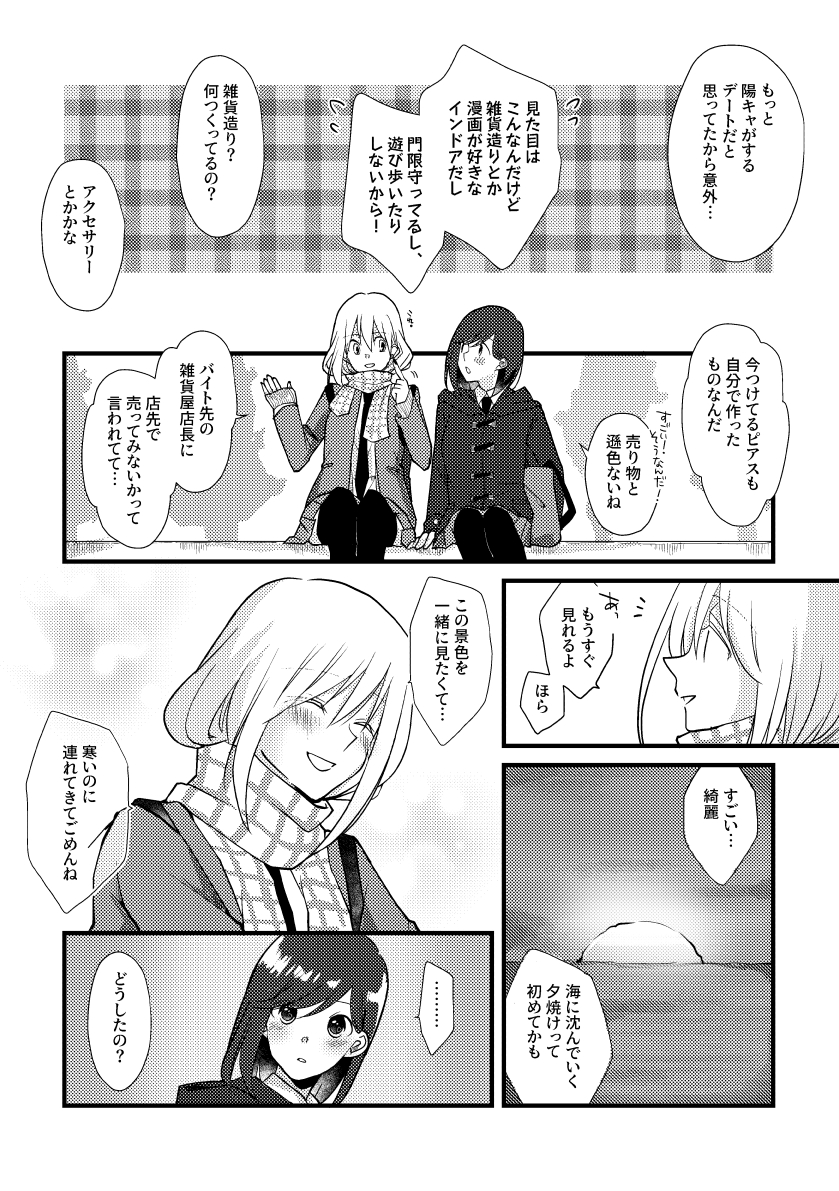 もっと
陽キャがする
デートだと
思ってたから意外…
見た目は
こんなんだけど
雑貨造りとか
漫画が好きな
インドアだし
門限守ってるし、
遊び歩いたり
しないから！
雑貨造り？
何つくってるの？
アクセサリー
とかかな
今つけてるピアスも
自分で作った
ものなんだ
すごい！
そうなんだー！
売り物と
遜色ないね
バイト先の
雑貨屋店長に
店先で
売ってみないかって
言われてて…
あっ
もうすぐ
見れるよ
ほら
すごい…
綺麗
海に沈んでいく
夕焼けって
初めてかも
この景色を
一緒に見たくて…
寒いのに
連れてきてごめんね
………
どうしたの？